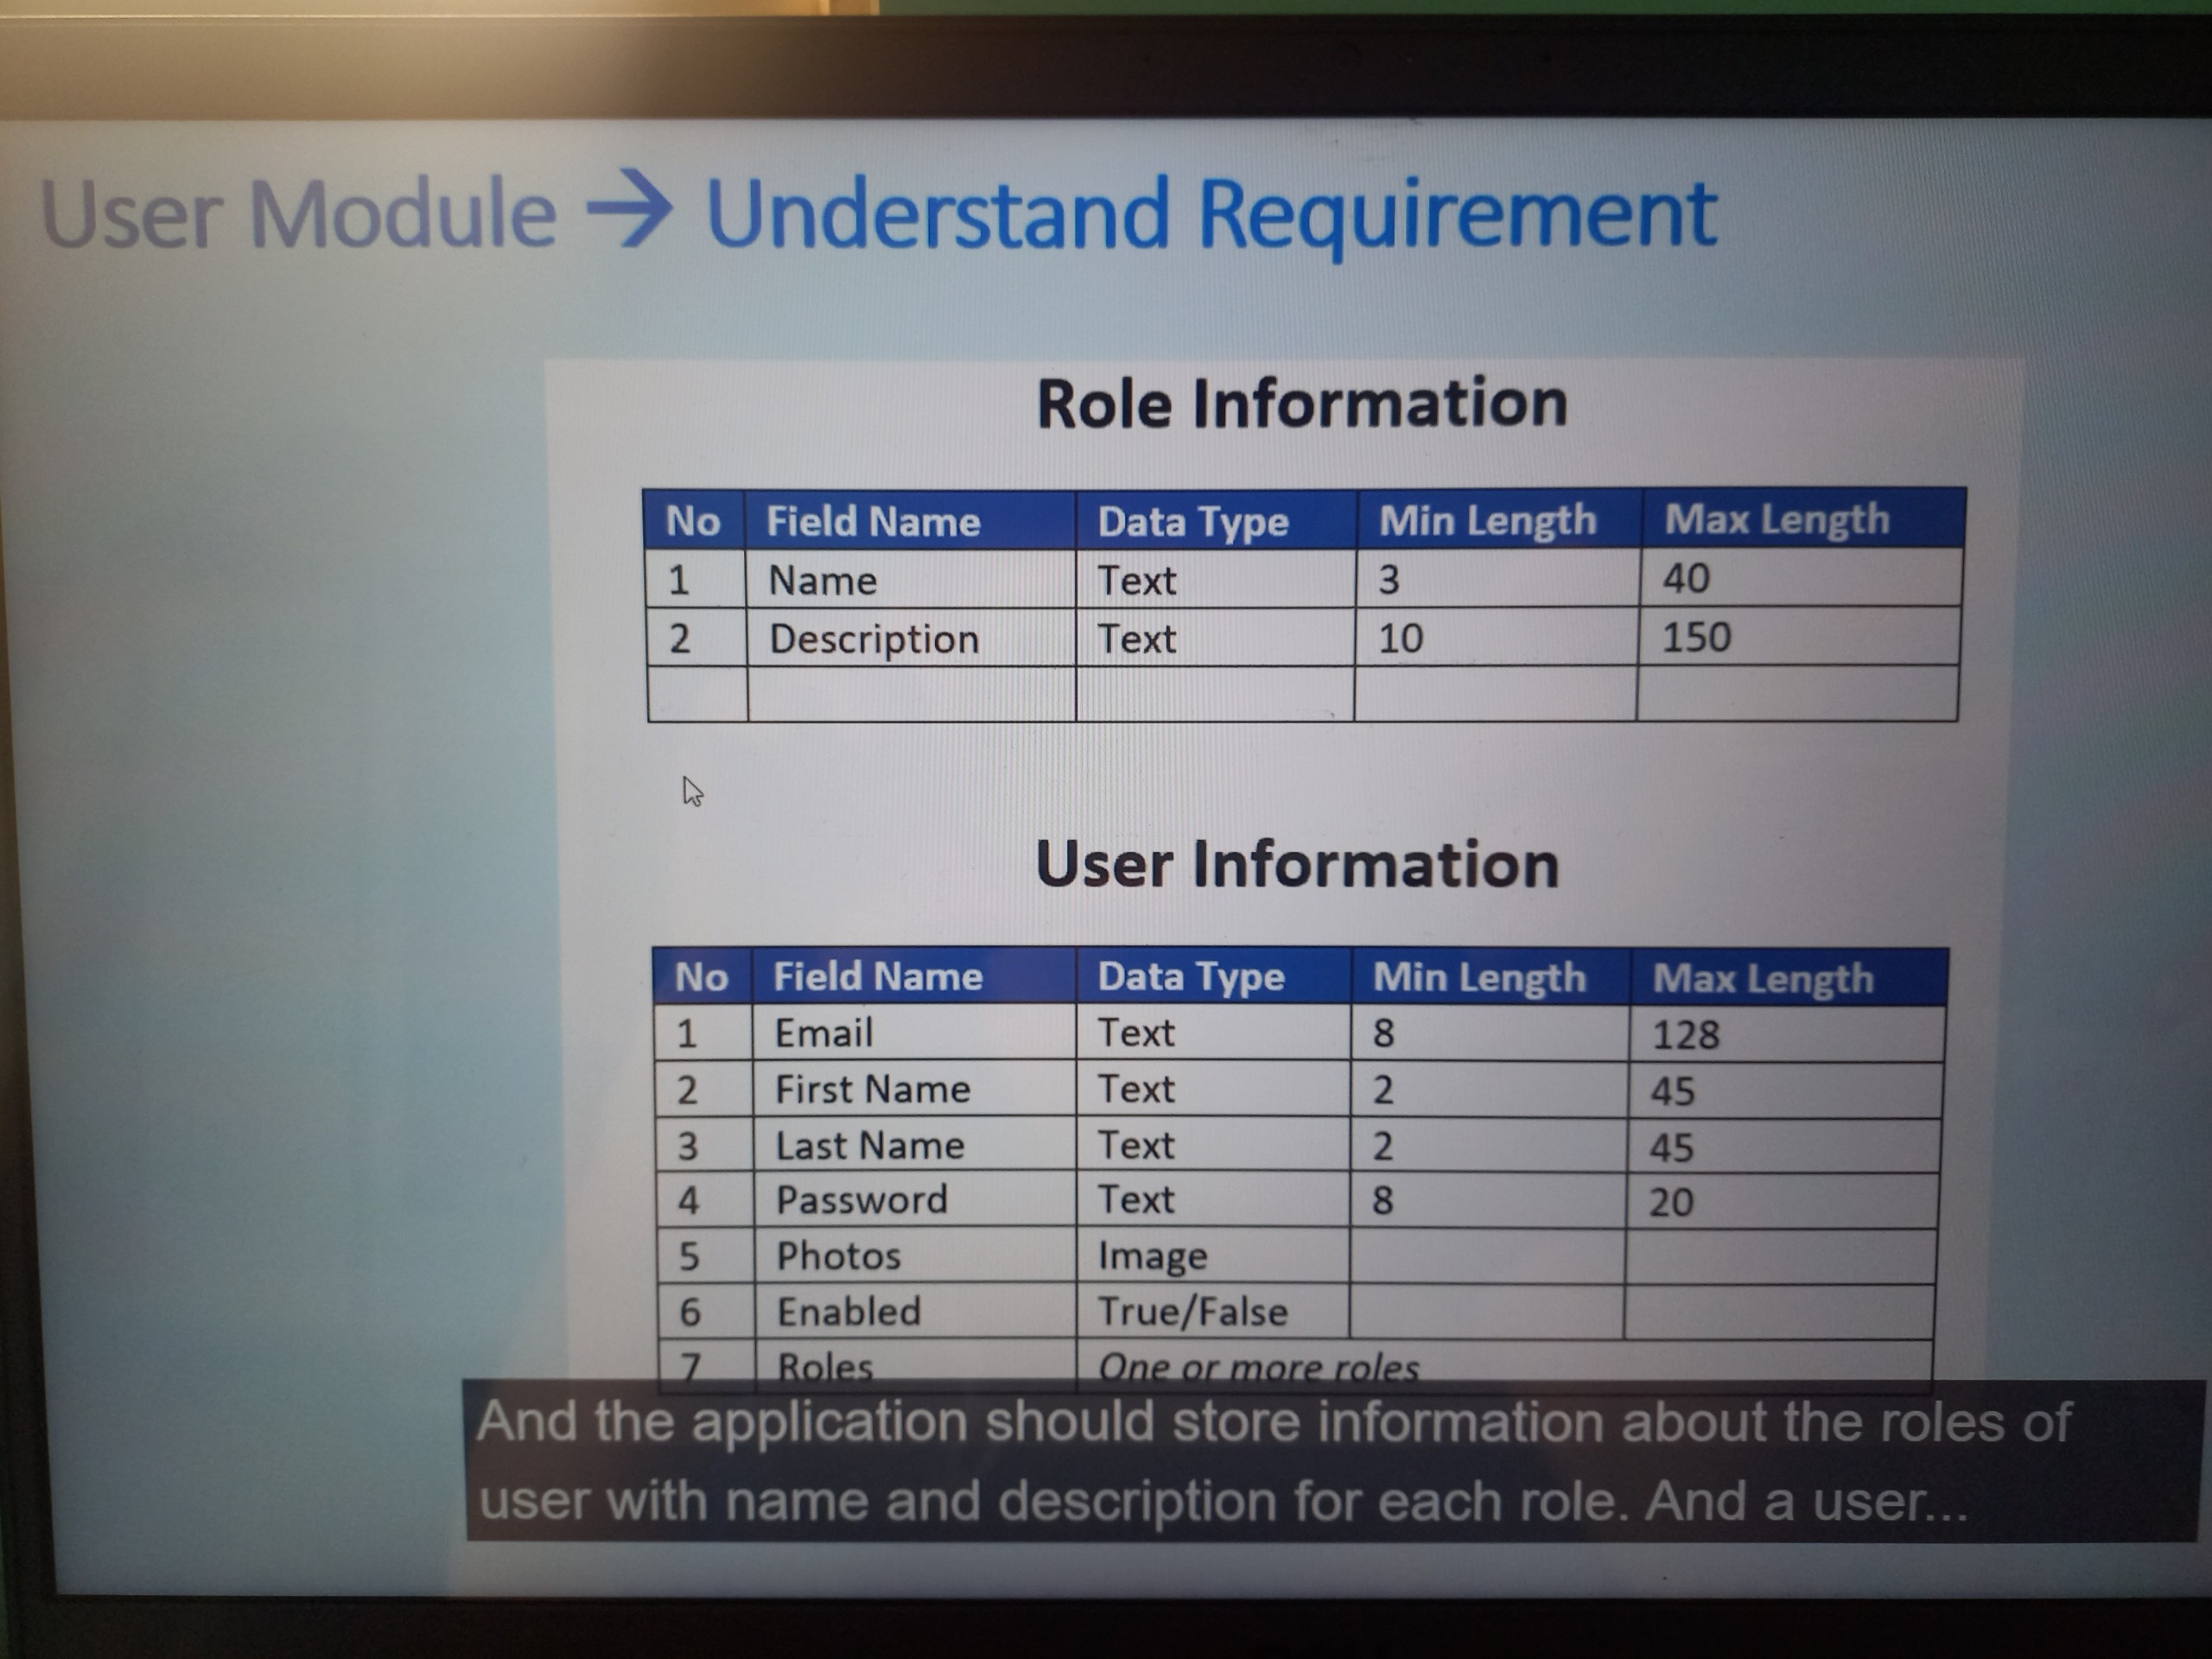 User Module → Understand Requirement
Role Information
No Field Name Data Type Min Length Max Length
1 Name Text 3 40
2 Description Text 10 150
User Information
No Field Name Data Type Min Length Max Length
1 Email Text 8 128
2 First Name Text 2 45
3 Last Name Text 2 45
4 Password Text 8 20
5 Photos Image
6 Enabled True/False
7 Roles One or more roles
And the application should store information about the roles of
user with name and description for each role. And a user...